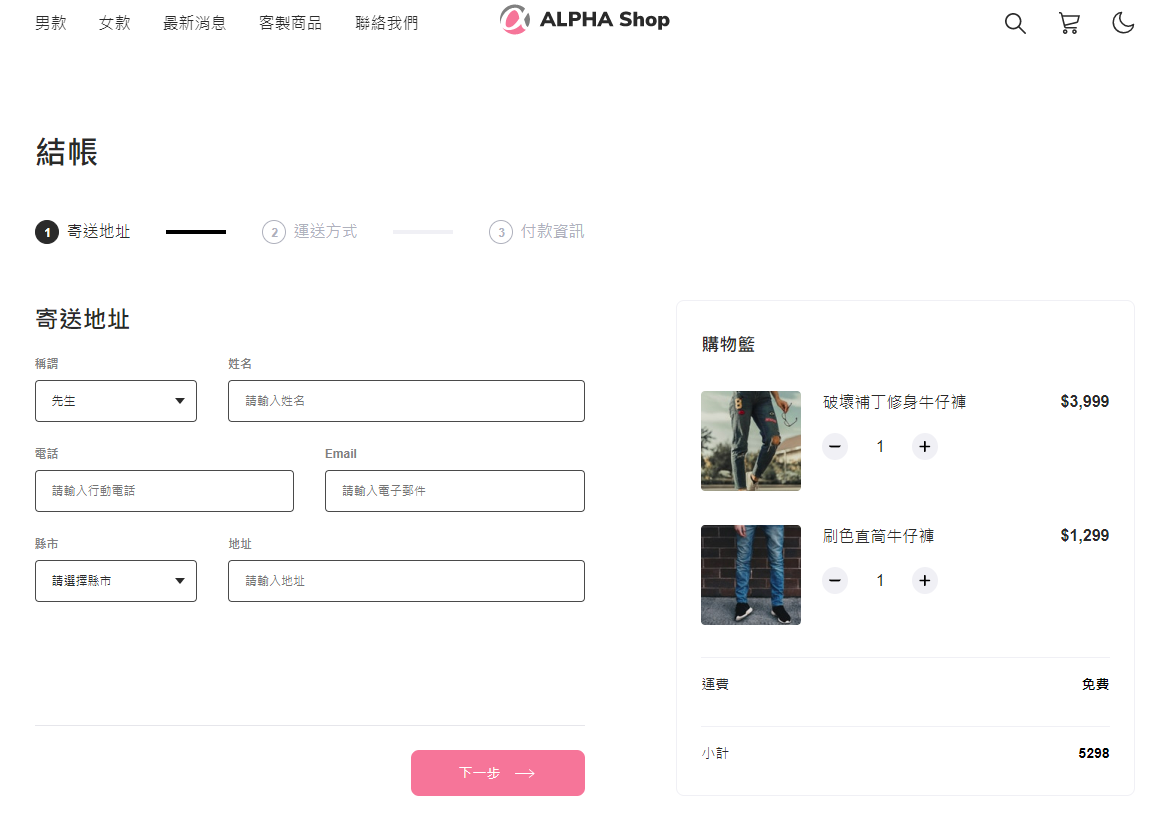 男款 女款 最新消息 客製商品 聯絡我們 ALPHA Shop
結帳
1 寄送地址 2 運送方式 3 付款資訊
寄送地址
稱謂 姓名
先生 請輸入姓名
電話 Email
請輸入行動電話 請輸入電子郵件
縣市 地址
請選擇縣市 請輸入地址
下一步
購物籃
破壞補丁修身牛仔褲 $3,999
1
刷色直筒牛仔褲 $1,299
1
運費 免費
小計 5298